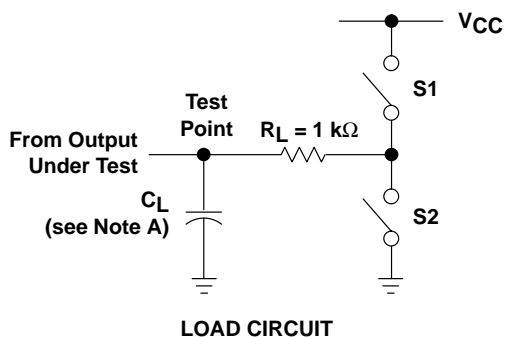 VCC
S1
Test
Point
RL = 1 kΩ
From Output
Under Test
CL
(see Note A)
S2
LOAD CIRCUIT